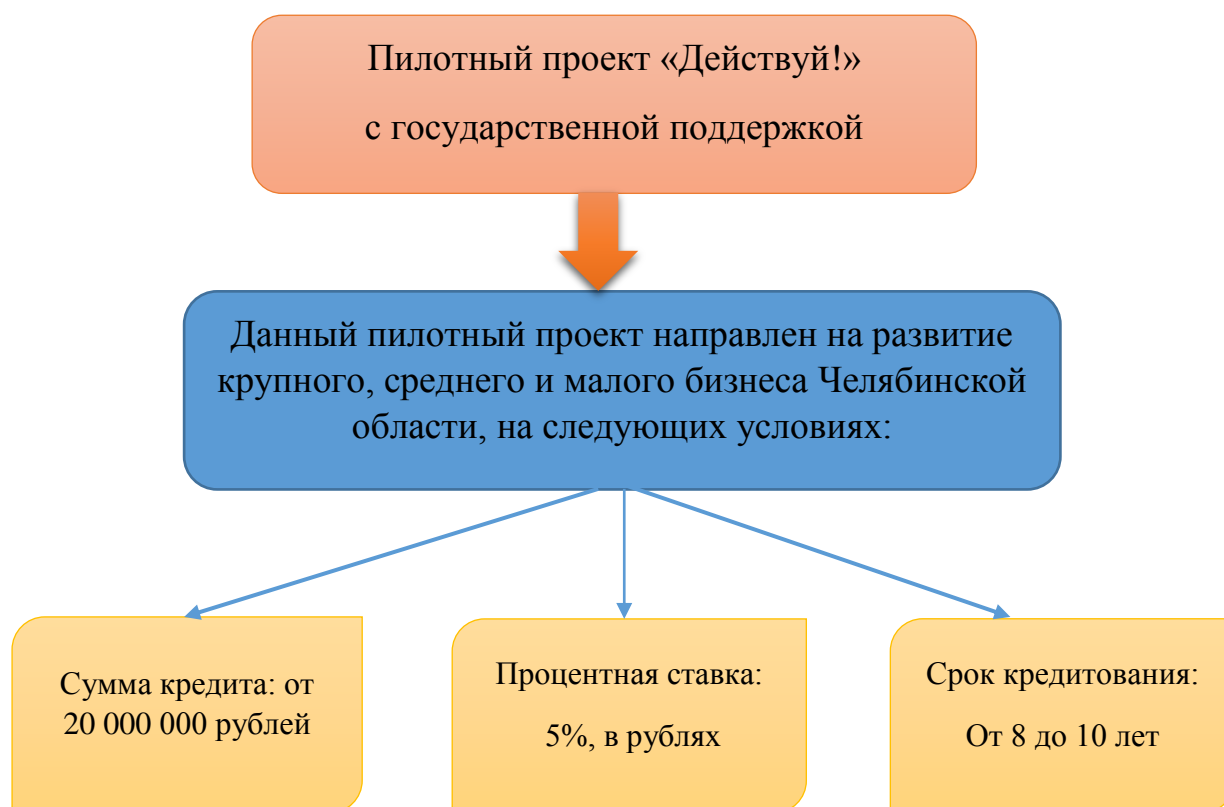 Пилотный проект «Действуй!»
с государственной поддержкой
Данный пилотный проект направлен на развитие
крупного, среднего и малого бизнеса Челябинской
области, на следующих условиях:
Сумма кредита: от
20 000 000 рублей
Процентная ставка:
5%, в рублях
Срок кредитования:
От 8 до 10 лет